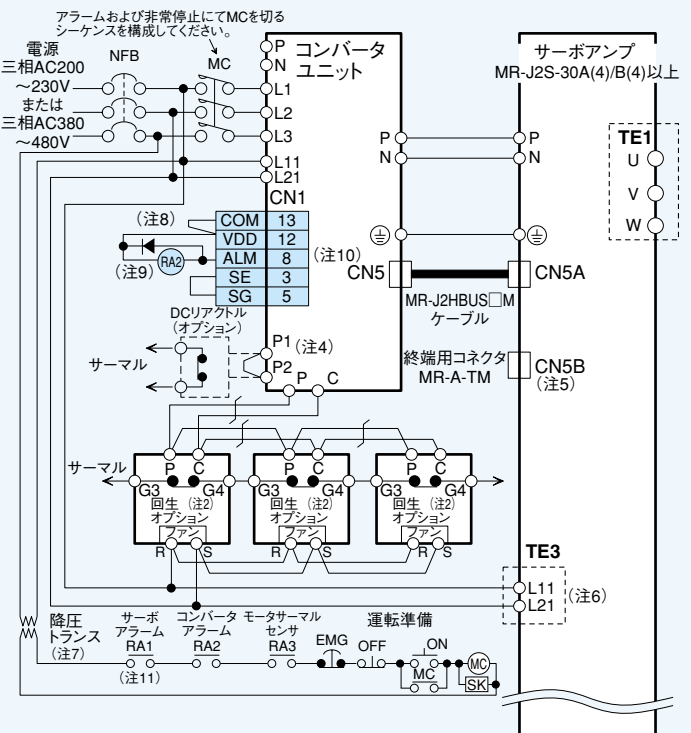 アラームおよび非常停止にてMCを切る
シーケンスを構成してください。
電源
三相AC200
～230V
または
三相AC380
～480V
NFB
MC
P
N
L1
L2
L3
L11
L21
コンバータ
ユニット
サーボアンプ
MR-J2S-30A(4)/B(4)以上
P
N
P
N
TE1
U
V
W
CN1
(注8)
COM 13
VDD 12
ALM 8
SE 3
SG 5
(注10)
(注9)
RA2
CN5
CN5A
MR-J2HBUS□M
ケーブル
DCリアクトル
(オプション)
サーマル
P1
(注4)
P2
P C
終端用コネクタ
MR-A-TM
CN5B
(注5)
サーマル
P C
G3 G4
回生 (注2)
オプション
ファン
R S
P C
G3 G4
回生 (注2)
オプション
ファン
R S
P C
G3 G4
回生 (注2)
オプション
ファン
R S
TE3
L11
L21
(注6)
降圧
トランス
(注7)
サーボ
アラーム
RA1
(注11)
コンバータ
アラーム
RA2
モータサーマル
センサ
RA3
運転準備
EMG
OFF
ON
MC
MC
SK